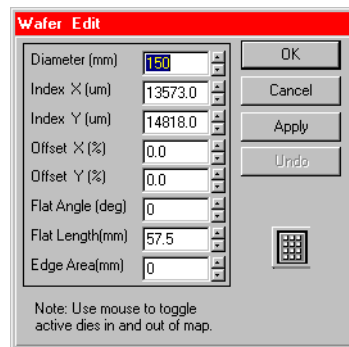 Wafer Edit
Diameter (mm) 150
Index X (um) 13573.0
Index Y (um) 14818.0
Offset X (%) 0.0
Offset Y (%) 0.0
Flat Angle (deg) 0
Flat Length(mm) 57.5
Edge Area(mm) 0
OK
Cancel
Apply
Undo
Note: Use mouse to toggle
active dies in and out of map.